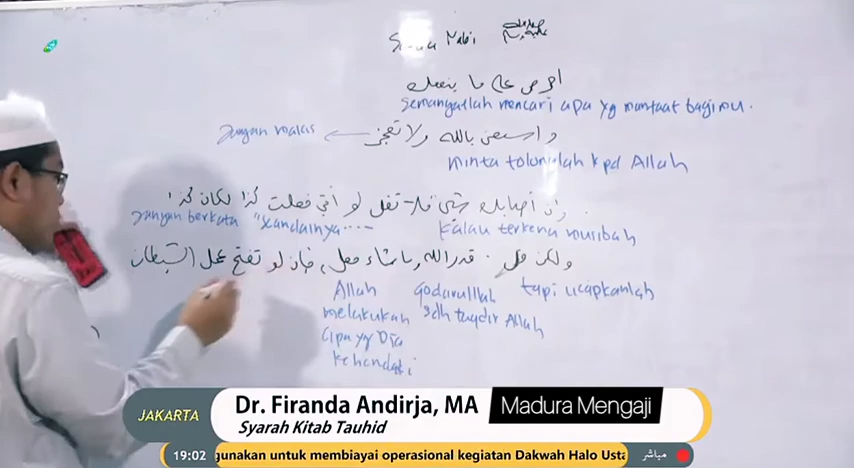 Sabda Nabi صلى الله عليه وسلم
احرص على ما ينفعك
Semangatlah mencari apa yg manfaat bagimu.
واستعن بالله ولا تعجز
Jangan malas
minta tolonglah kpd Allah
وإن أصابك شيء فلا تقل لو أني فعلت كذا لكان كذا
Jangan berkata "Seandainya....
Kalau terkena musibah
ولكن قل . قدر الله وما شاء فعل، فإن لو تفتح عمل الشيطان
Allah melakukan apa yg Dia kehendaki
Qodarullah sdh taqdir Allah
tapi ucapkanlah
JAKARTA
Dr. Firanda Andirja, MA
Madura Mengaji
Syarah Kitab Tauhid
19:02
gunakan untuk membiayai operasional kegiatan Dakwah Halo Usta
مباشر